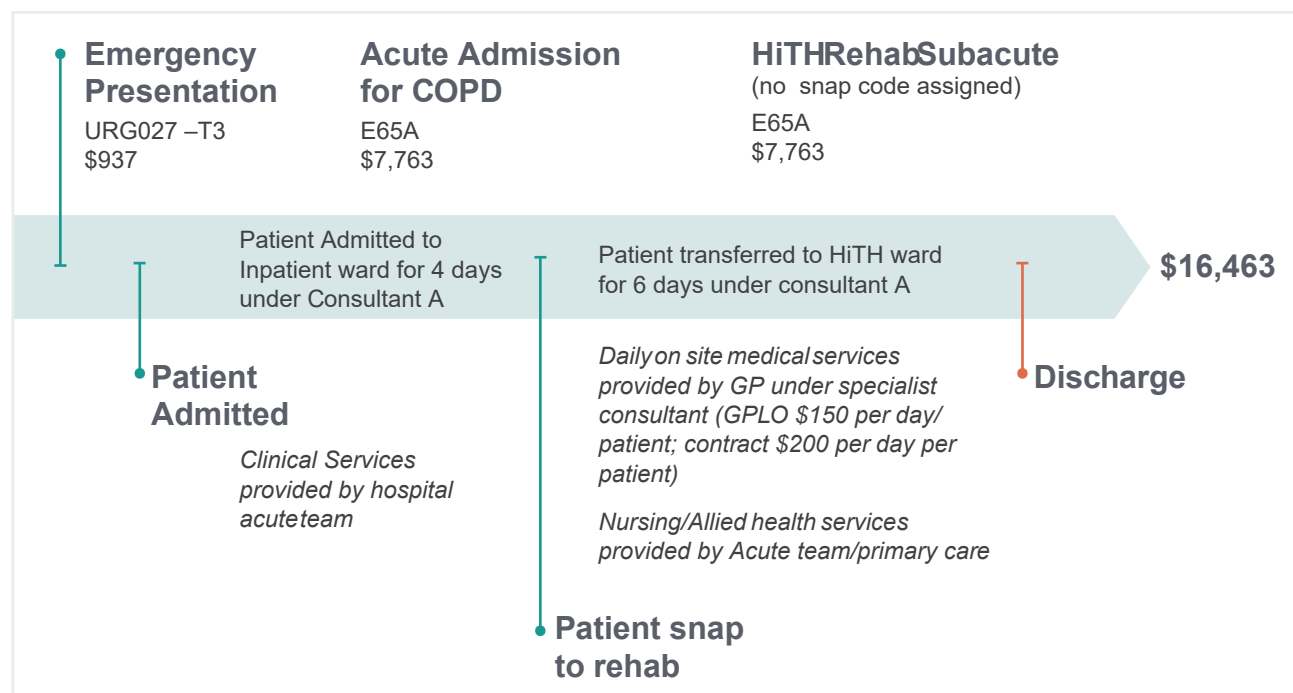 Emergency
Presentation
URG027 –T3
$937
Acute Admission
for COPD
E65A
$7,763
HiTHRehabSubacute
(no snap code assigned)
E65A
$7,763
Patient Admitted to
Inpatient ward for 4 days
under Consultant A
Patient transferred to HiTH ward
for 6 days under consultant A
$16,463
Patient
Admitted
Clinical Services
provided by hospital
acuteteam
Dailyon site medicalservices
provided by GP under specialist
consultant (GPLO $150 per day/
patient; contract $200 per day per
patient)
Nursing/Allied health services
provided by Acute team/primary care
Discharge
Patient snap
to rehab